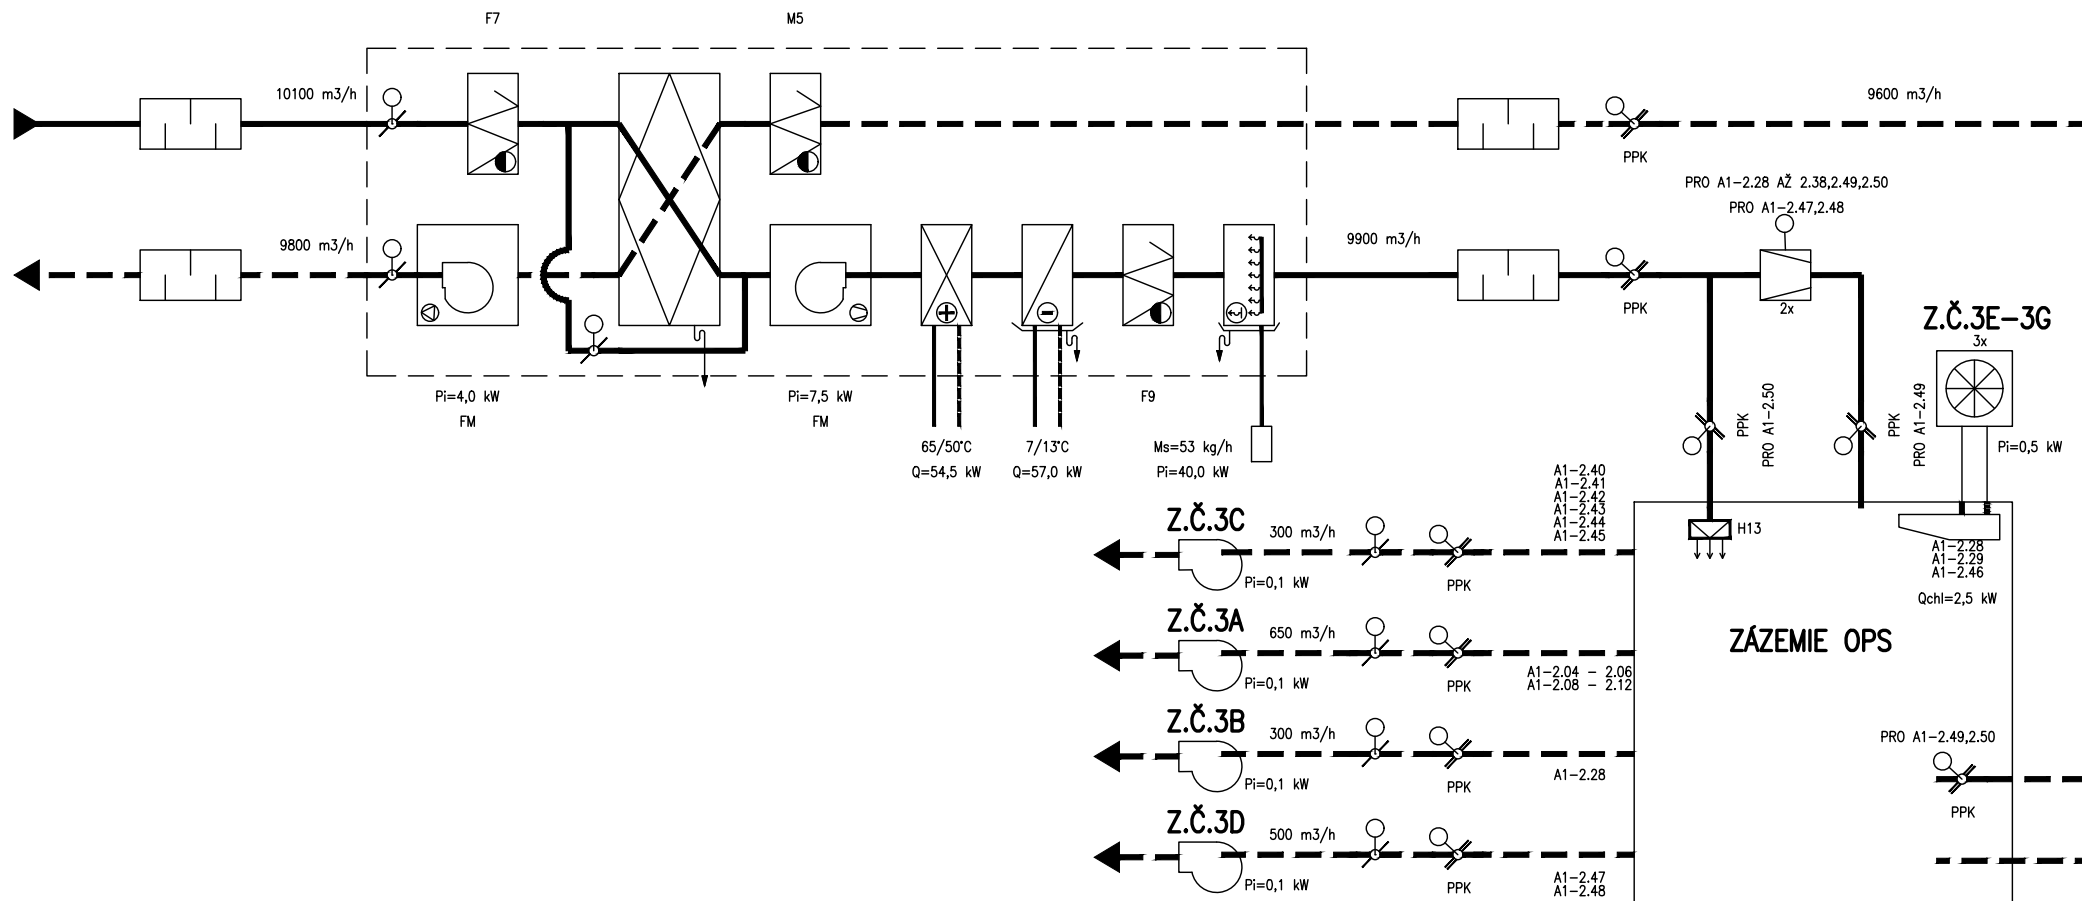 F7
M5
10100 m3/h
9600 m3/h
PPK
PRO A1-2.28 AŽ 2.38,2.49,2.50
PRO A1-2.47,2.48
9800 m3/h
9900 m3/h
PPK
2x
Z.Č.3E-3G
3x
Pi=4,0 kW
FM
Pi=7,5 kW
FM
F9
65/50°C
Q=54,5 kW
7/13°C
Q=57,0 kW
Ms=53 kg/h
Pi=40,0 kW
PPK
PRO A1-2.50
PPK
PRO A1-2.49
Pi=0,5 kW
A1-2.40
A1-2.41
A1-2.42
A1-2.43
A1-2.44
A1-2.45
Z.Č.3C
300 m3/h
Pi=0,1 kW
PPK
H13
A1-2.28
A1-2.29
A1-2.46
Qchl=2,5 kW
ZÁZEMIE OPS
Z.Č.3A
650 m3/h
Pi=0,1 kW
PPK
A1-2.04 - 2.06
A1-2.08 - 2.12
Z.Č.3B
300 m3/h
Pi=0,1 kW
PPK
A1-2.28
PRO A1-2.49,2.50
PPK
Z.Č.3D
500 m3/h
Pi=0,1 kW
PPK
A1-2.47
A1-2.48